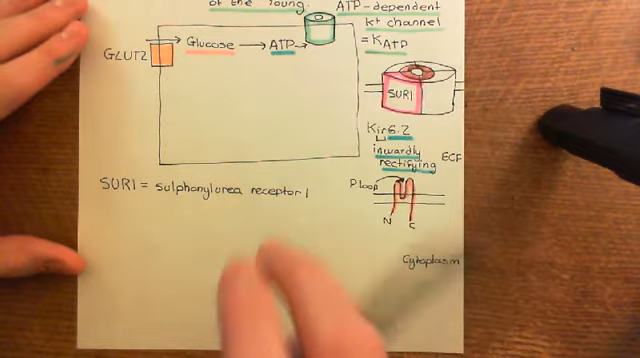 of the Young.
ATP-dependent
K+ channel
= KATP
GLUT2
Glucose → ATP →
SUR1
Kir6.2
inwardly
rectifying
ECF
P Loop
N C
SUR1 = sulphonylurea receptor 1
Cytoplasm